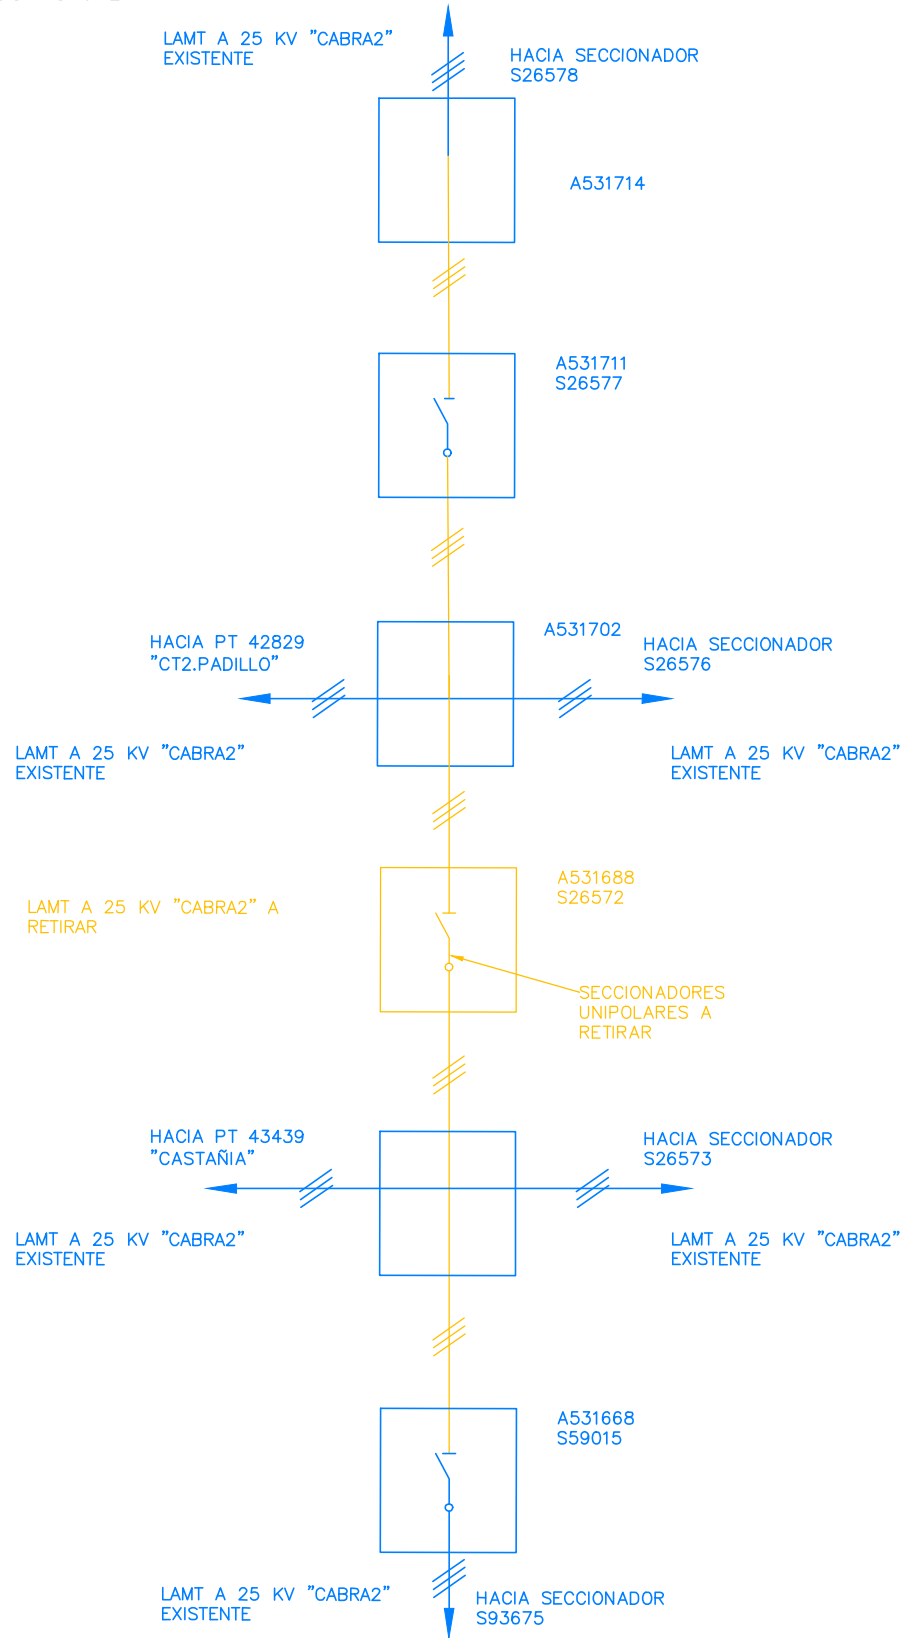 LAMT A 25 KV "CABRA2"
EXISTENTE
HACIA SECCIONADOR
S26578
A531714
A531711
S26577
A531702
HACIA PT 42829
"CT2.PADILLO"
HACIA SECCIONADOR
S26576
LAMT A 25 KV "CABRA2"
EXISTENTE
LAMT A 25 KV "CABRA2"
EXISTENTE
A531688
S26572
LAMT A 25 KV "CABRA2" A
RETIRAR
SECCIONADORES
UNIPOLARES A
RETIRAR
HACIA PT 43439
"CASTAÑIA"
HACIA SECCIONADOR
S26573
LAMT A 25 KV "CABRA2"
EXISTENTE
LAMT A 25 KV "CABRA2"
EXISTENTE
A531668
S59015
LAMT A 25 KV "CABRA2"
EXISTENTE
HACIA SECCIONADOR
S93675